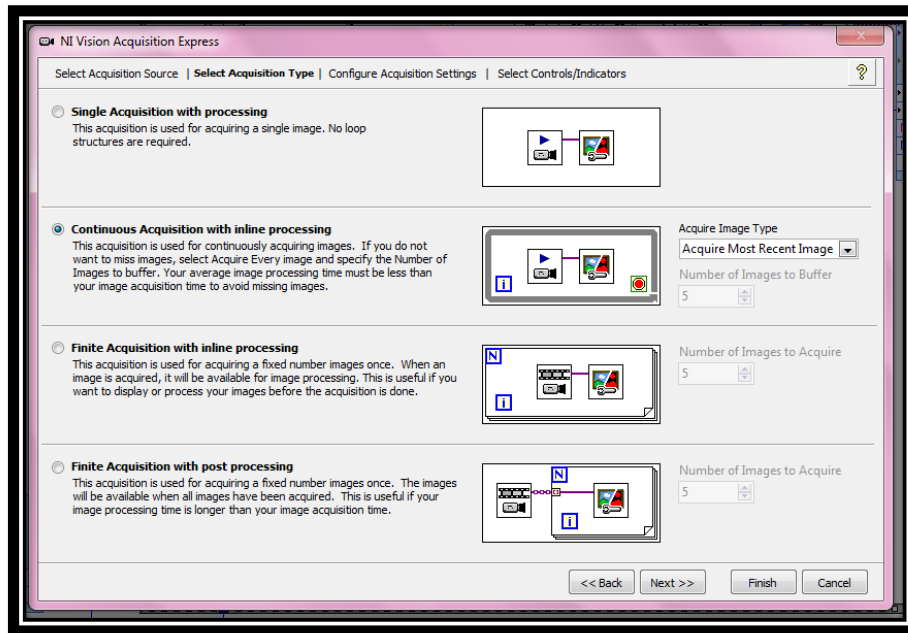 NI Vision Acquisition Express
Select Acquisition Source | Select Acquisition Type | Configure Acquisition Settings | Select Controls/Indicators
Single Acquisition with processing
This acquisition is used for acquiring a single image. No loop
structures are required.
Continuous Acquisition with inline processing
This acquisition is used for continuously acquiring images. If you do not
want to miss images, select Acquire Every image and specify the Number of
Images to buffer. Your average image processing time must be less than
your image acquisition time to avoid missing images.
i
Acquire Image Type
Acquire Most Recent Image
Number of Images to Buffer
5
Finite Acquisition with inline processing
This acquisition is used for acquiring a fixed number images once. When an
image is acquired, it will be available for image processing. This is useful if you
want to display or process your images before the acquisition is done.
N
i
Number of Images to Acquire
5
Finite Acquisition with post processing
This acquisition is used for acquiring a fixed number images once. The images
will be available when all images have been acquired. This is useful if your
image processing time is longer than your image acquisition time.
N
i
Number of Images to Acquire
5
<< Back Next >> Finish Cancel